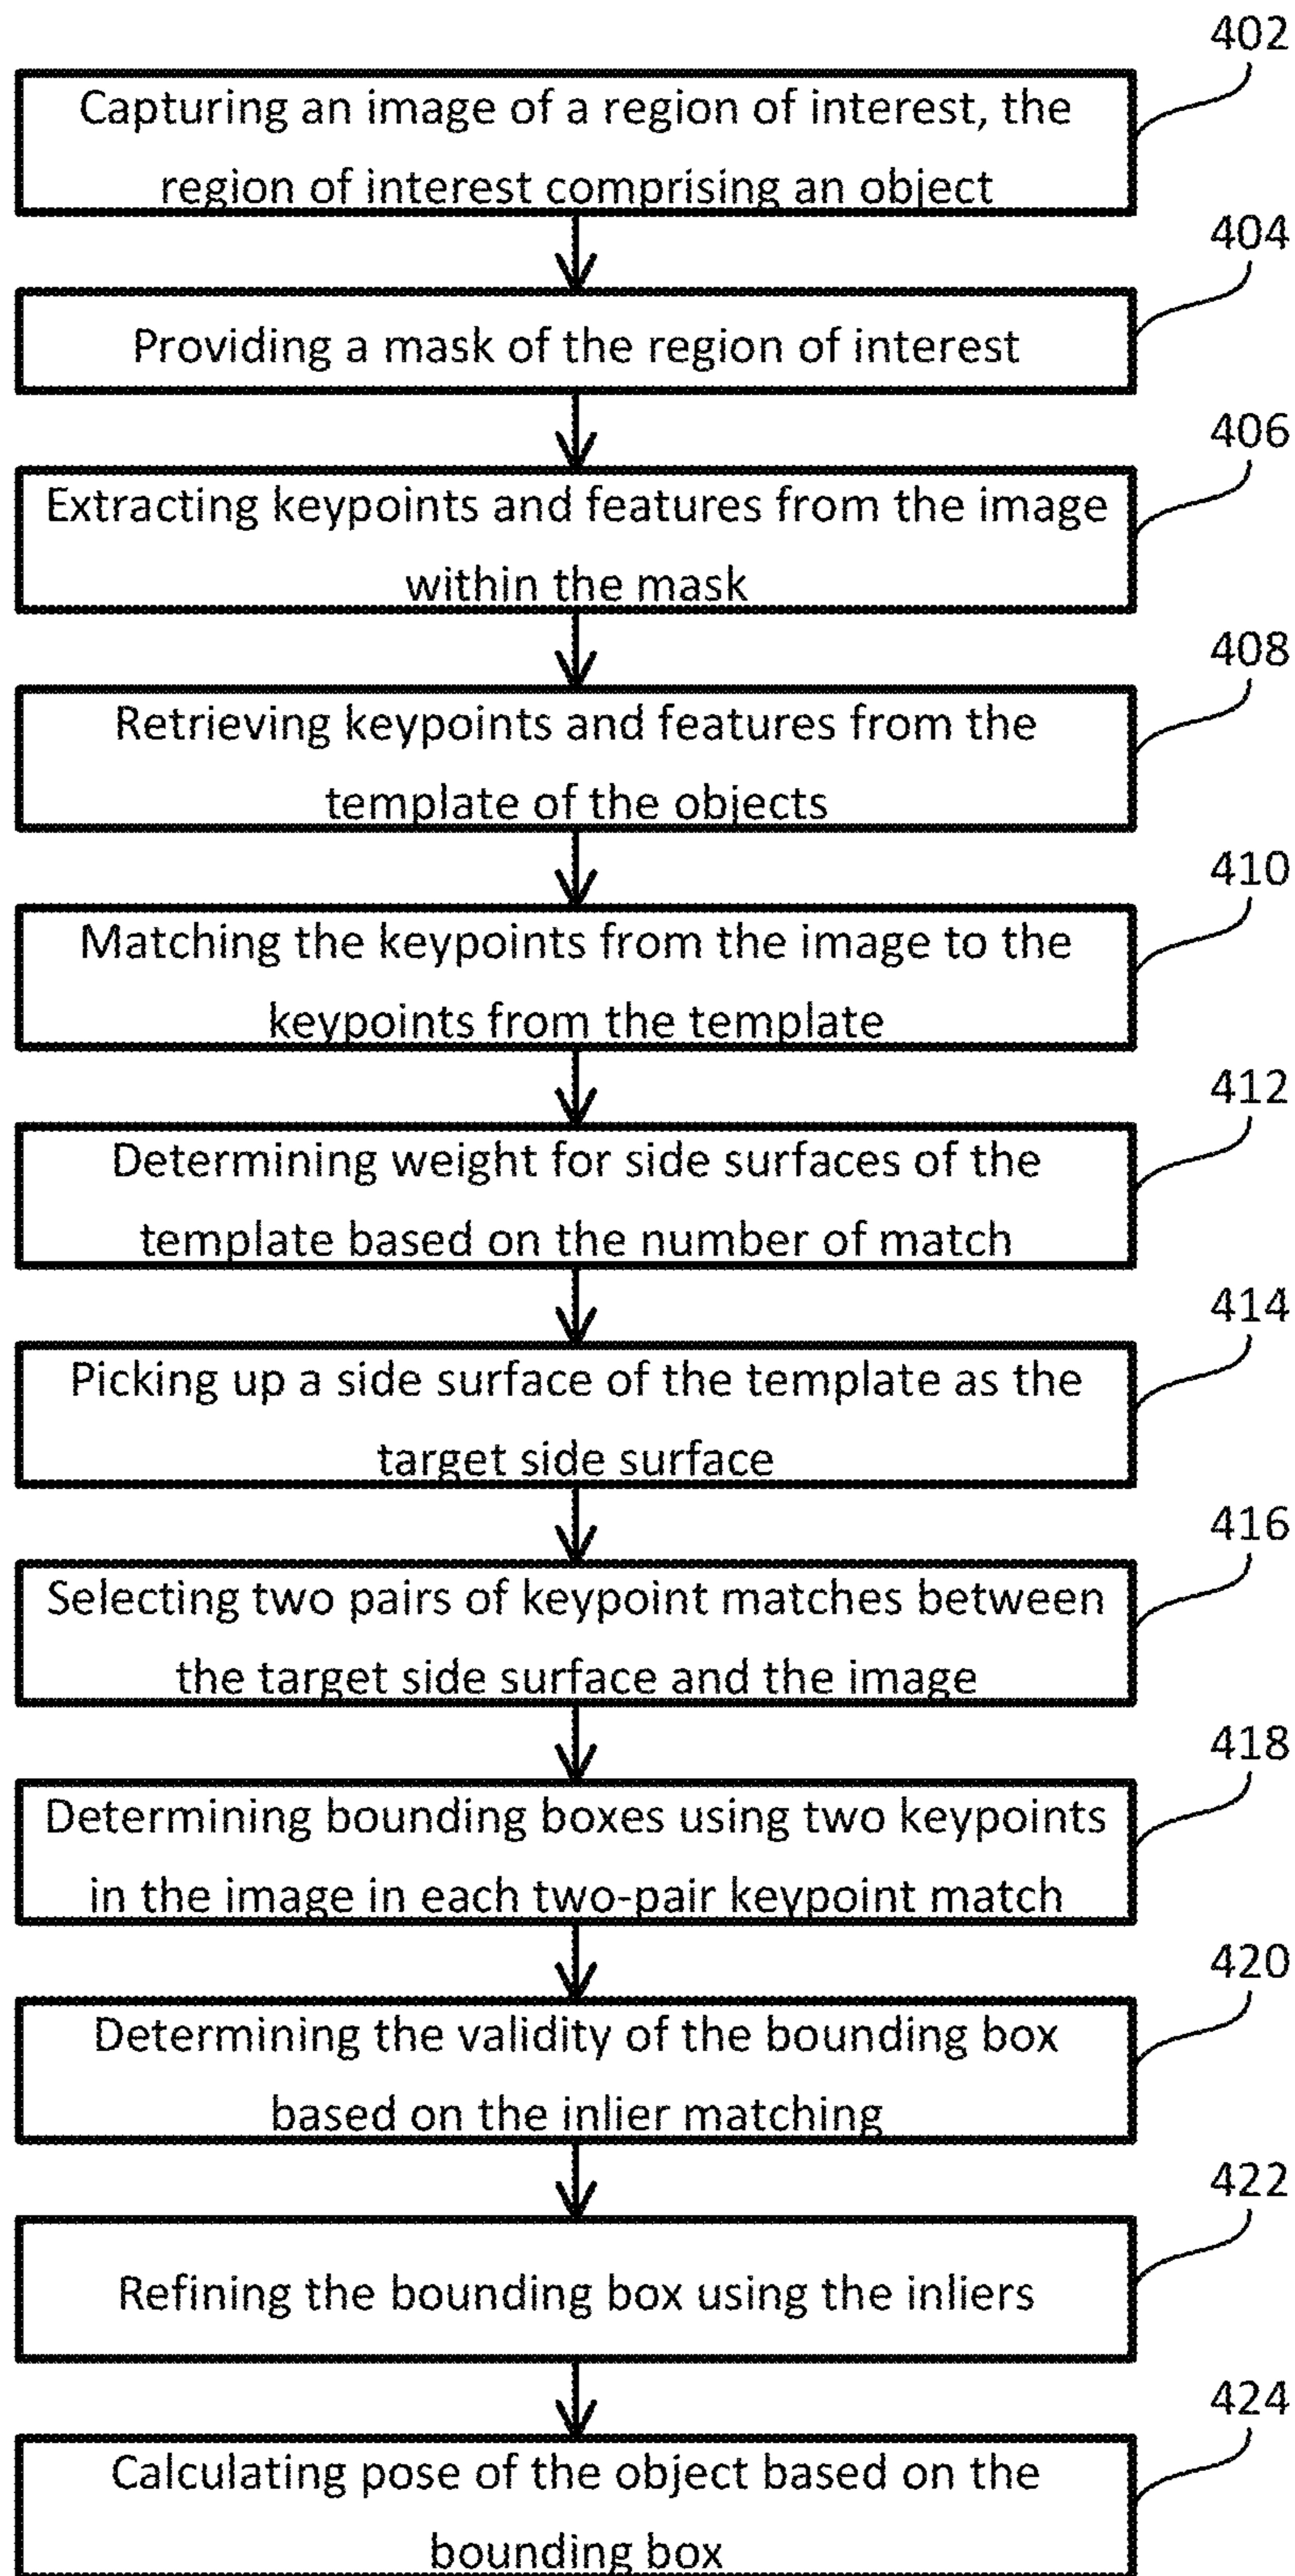 402
Capturing an image of a region of interest, the
region of interest comprising an object
404
Providing a mask of the region of interest
406
Extracting keypoints and features from the image
within the mask
408
Retrieving keypoints and features from the
template of the objects
410
Matching the keypoints from the image to the
keypoints from the template
412
Determining weight for side surfaces of the
template based on the number of match
414
Picking up a side surface of the template as the
target side surface
416
Selecting two pairs of keypoint matches between
the target side surface and the image
418
Determining bounding boxes using two keypoints
in the image in each two-pair keypoint match
420
Determining the validity of the bounding box
based on the inlier matching
422
Refining the bounding box using the inliers
424
Calculating pose of the object based on the
bounding box